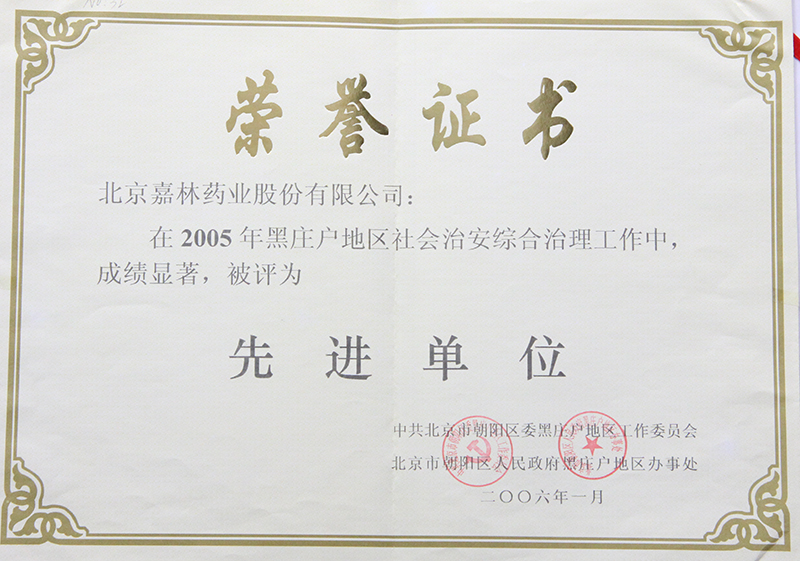 No. 32
荣誉证书
北京嘉林药业股份有限公司：
在2005年黑庄户地区社会治安综合治理工作中，
成绩显著，被评为
先进单位
中共北京市朝阳区委黑庄户地区工作委员会
北京市朝阳区人民政府黑庄户地区办事处
二〇〇六年一月